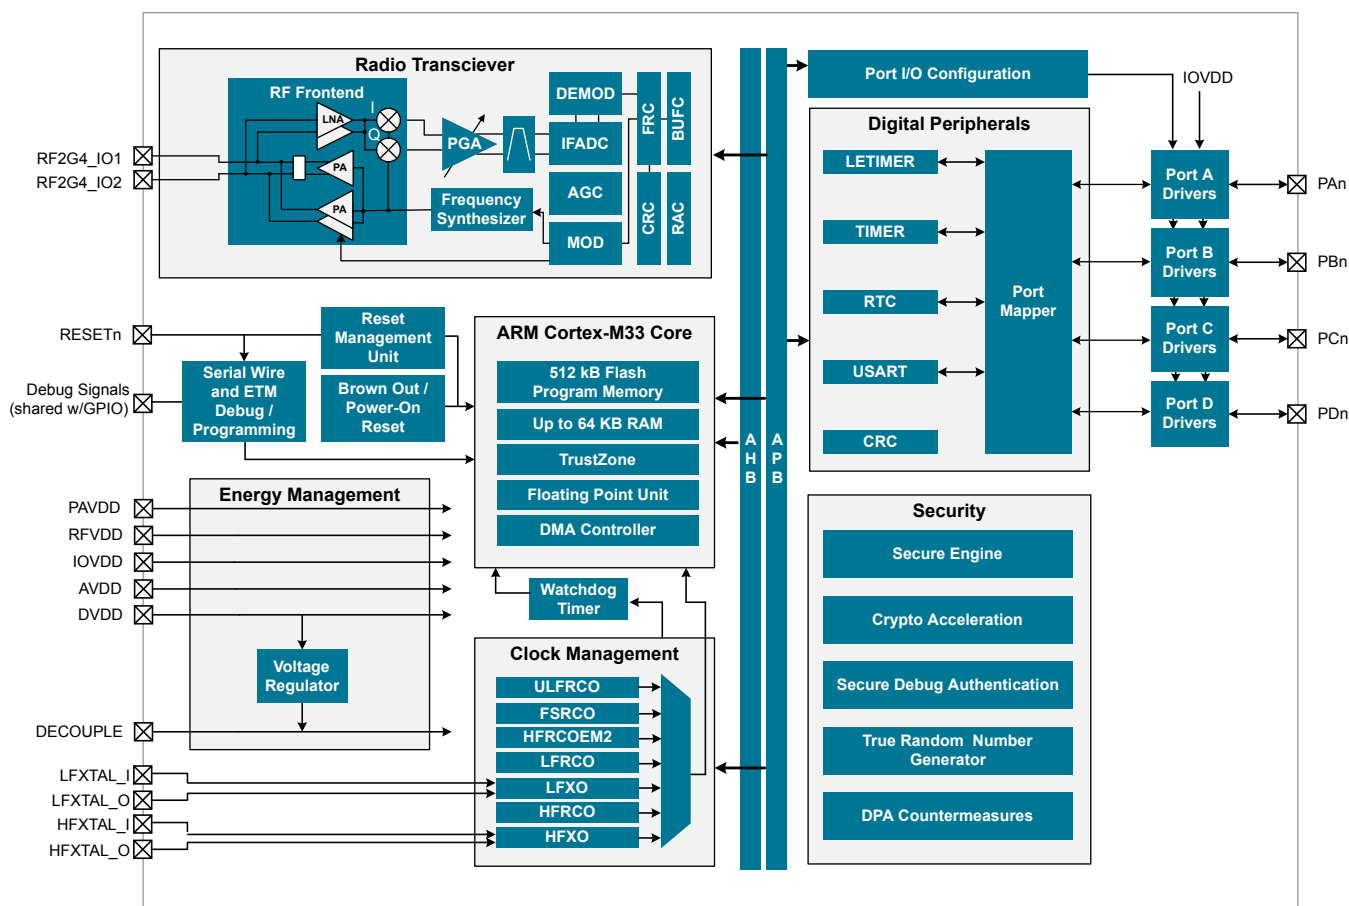 Radio Transciever
RF Frontend
LNA
I
Q
PA
PA
PGA
DEMOD
IFADC
AGC
MOD
FRC
BUFC
CRC
RAC
Frequency
Synthesizer
RF2G4_IO1
RF2G4_IO2
RESETn
Debug Signals
(shared w/GPIO)
Reset
Management
Unit
Brown Out /
Power-On
Reset
Serial Wire
and ETM
Debug /
Programming
ARM Cortex-M33 Core
512 kB Flash
Program Memory
Up to 64 KB RAM
TrustZone
Floating Point Unit
DMA Controller
Watchdog
Timer
Energy Management
PAVDD
RFVDD
IOVDD
AVDD
DVDD
Voltage
Regulator
DECOUPLE
LFXTAL_I
LFXTAL_O
HFXTAL_I
HFXTAL_O
Clock Management
ULFRCO
FSRCO
HFRCOEM2
LFRCO
LFXO
HFRCO
HFXO
A
H
B
A
P
B
Port I/O Configuration
IOVDD
Digital Peripherals
LETIMER
TIMER
RTC
USART
CRC
Port
Mapper
Port A
Drivers
Port B
Drivers
Port C
Drivers
Port D
Drivers
PAn
PBn
PCn
PDn
Security
Secure Engine
Crypto Acceleration
Secure Debug Authentication
True Random Number
Generator
DPA Countermeasures